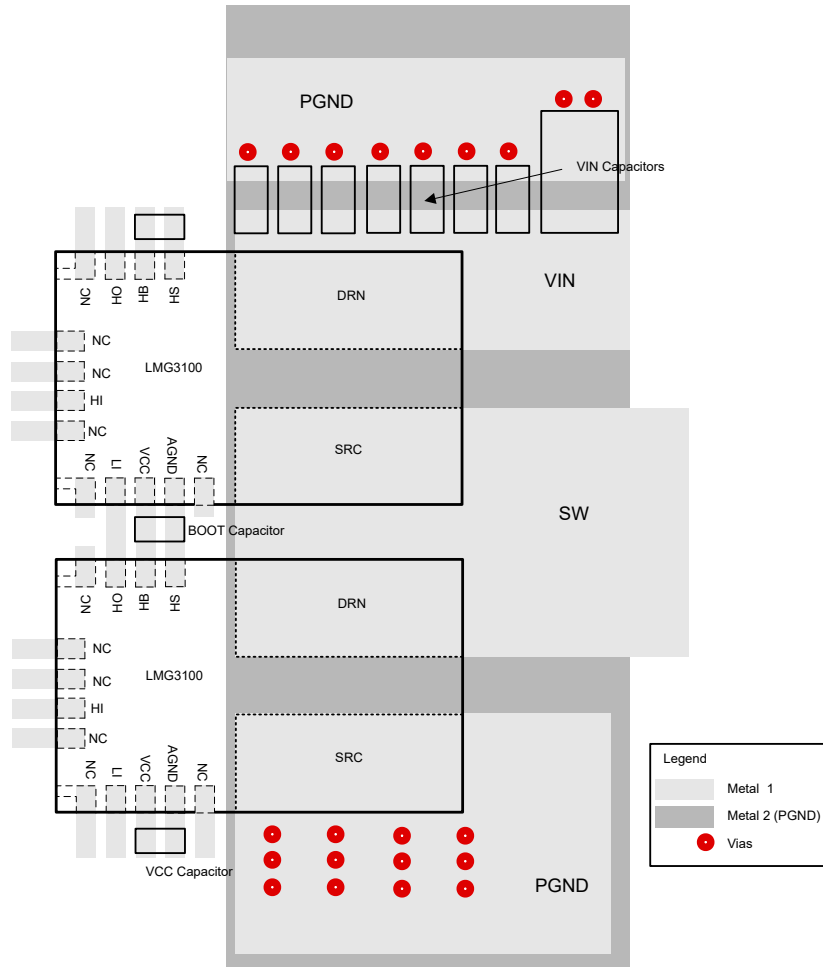 PGND
VIN Capacitors
VIN
NC
HO
HB
HS
DRN
NC
LMG3100
NC
HI
NC
SRC
NC
LI
VCC
AGND
NC
SW
BOOT Capacitor
NC
HO
HB
HS
DRN
NC
LMG3100
NC
HI
NC
SRC
NC
LI
VCC
AGND
NC
VCC Capacitor
PGND
Legend
Metal 1
Metal 2 (PGND)
Vias